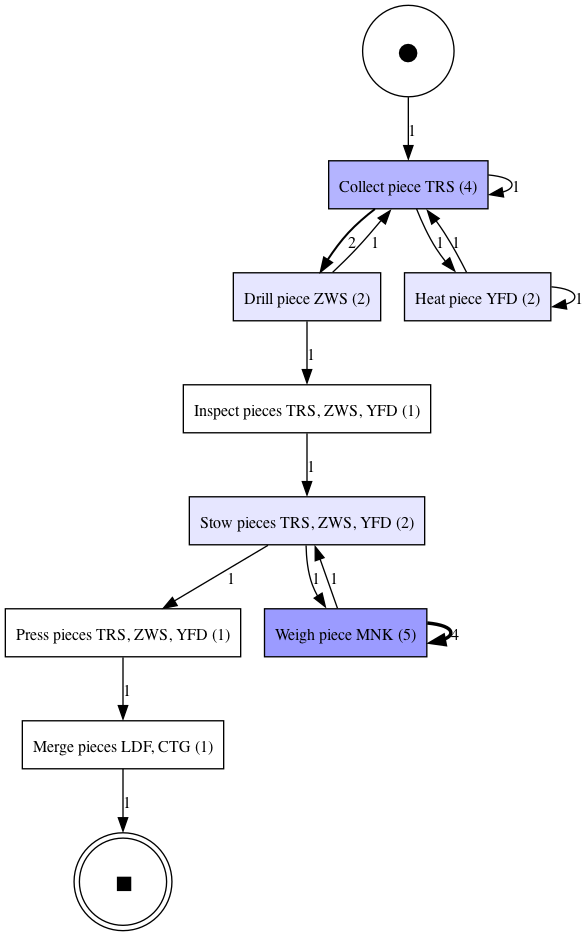 1
Collect piece TRS (4)
1
2
1
1
1
Drill piece ZWS (2)
Heat piece YFD (2)
1
1
Inspect pieces TRS, ZWS, YFD (1)
1
Stow pieces TRS, ZWS, YFD (2)
1
1
1
Press pieces TRS, ZWS, YFD (1)
Weigh piece MNK (5)
4
1
Merge pieces LDF, CTG (1)
1